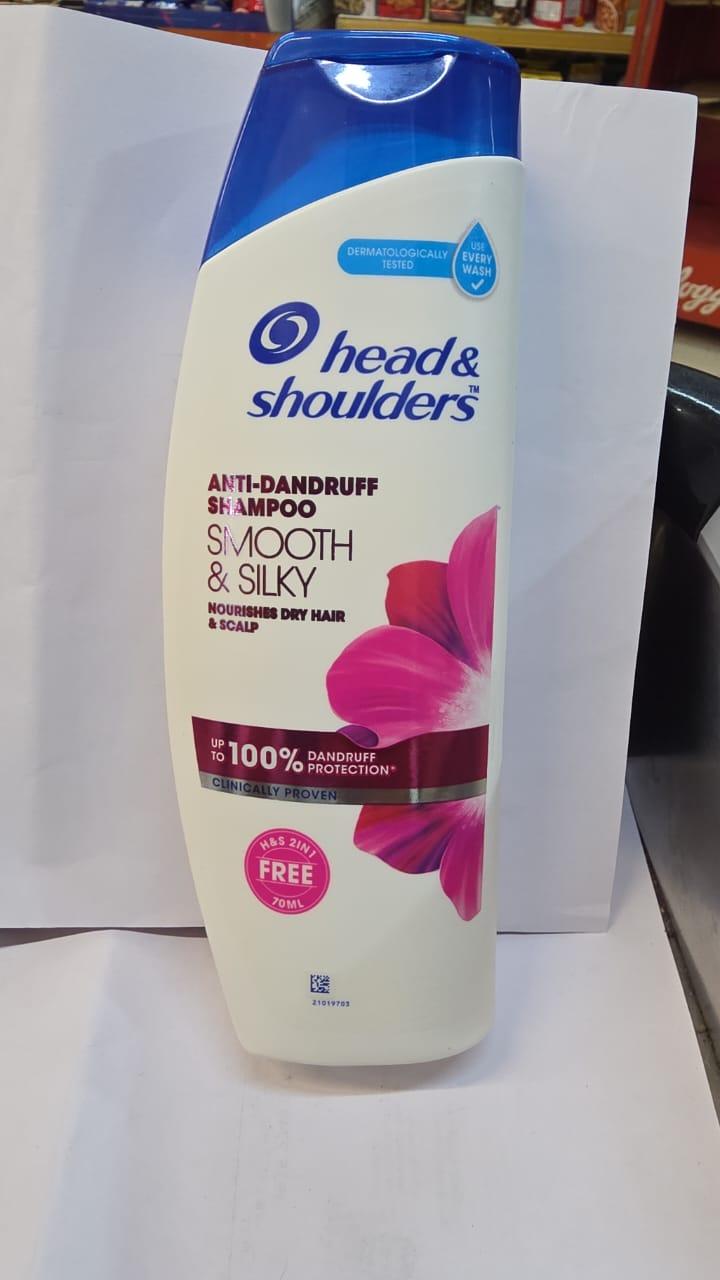 DERMATOLOGICALLY
TESTED
USE
EVERY
WASH
head &
shoulders™
ANTI-DANDRUFF
SHAMPOO
SMOOTH
& SILKY
NOURISHES DRY HAIR
& SCALP
UP
TO 100% DANDRUFF
PROTECTION*
CLINICALLY PROVEN
H&S 2IN1
FREE
70ML
21019703